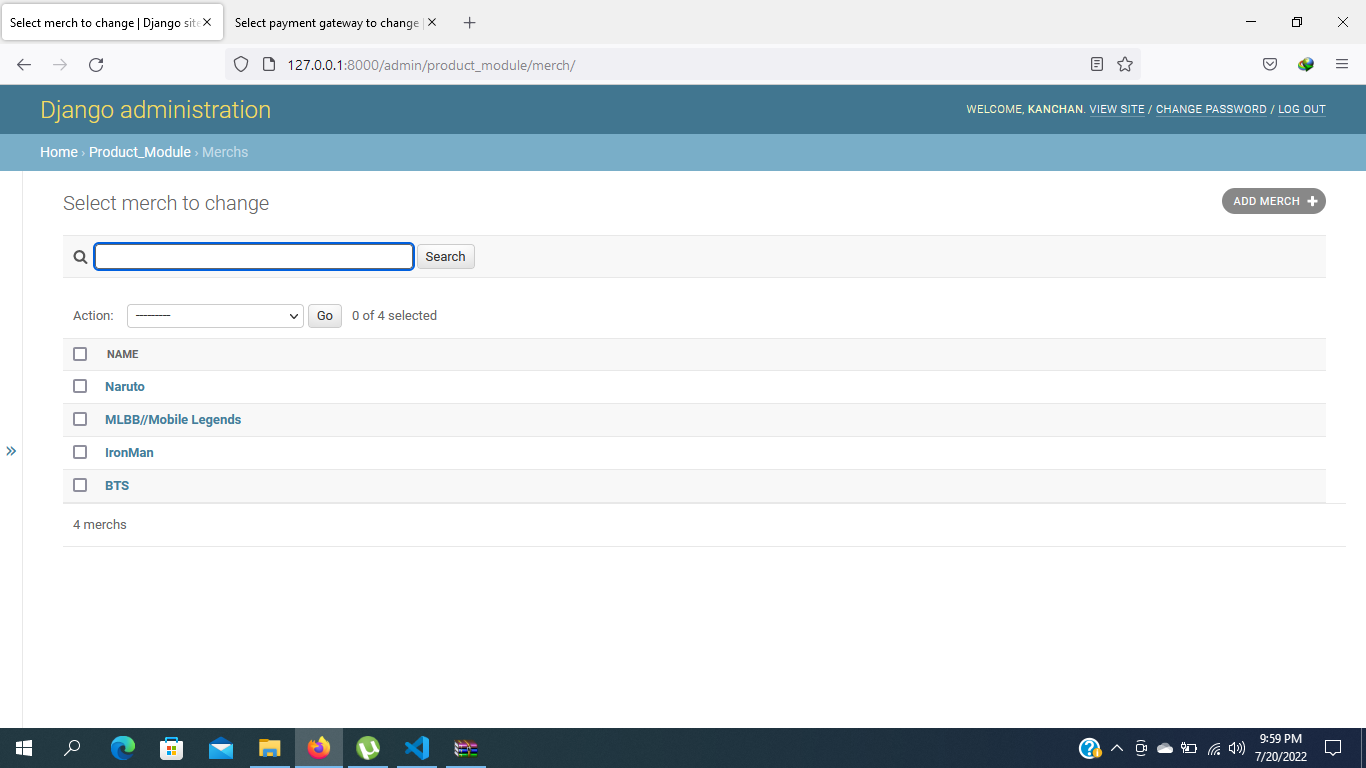 Select merch to change | Django site
Select payment gateway to change |
127.0.0.1:8000/admin/product_module/merch/
Django administration
WELCOME, KANCHAN. VIEW SITE / CHANGE PASSWORD / LOG OUT
Home › Product_Module › Merchs
Select merch to change
ADD MERCH +
Search
Action: --------- Go 0 of 4 selected
NAME
Naruto
MLBB//Mobile Legends
»
IronMan
BTS
4 merchs
9:59 PM
7/20/2022